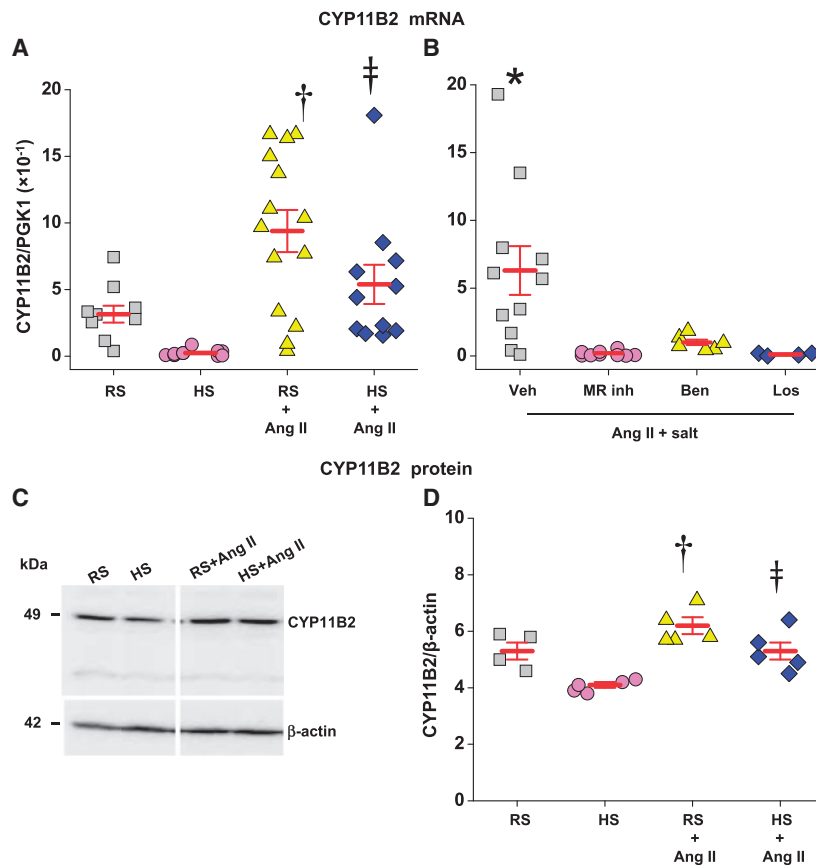 CYP11B2 mRNA
A
†
‡
CYP11B2/PGK1 (×10⁻¹)
20
15
10
5
0
RS
HS
RS
+
Ang II
HS
+
Ang II
B
*
20
15
10
5
0
Veh
MR inh
Ben
Los
Ang II + salt
CYP11B2 protein
C
kDa
RS
HS
RS+Ang II
HS+Ang II
49
CYP11B2
42
β-actin
D
†
‡
CYP11B2/β-actin
10
8
6
4
2
0
RS
HS
RS
+
Ang II
HS
+
Ang II